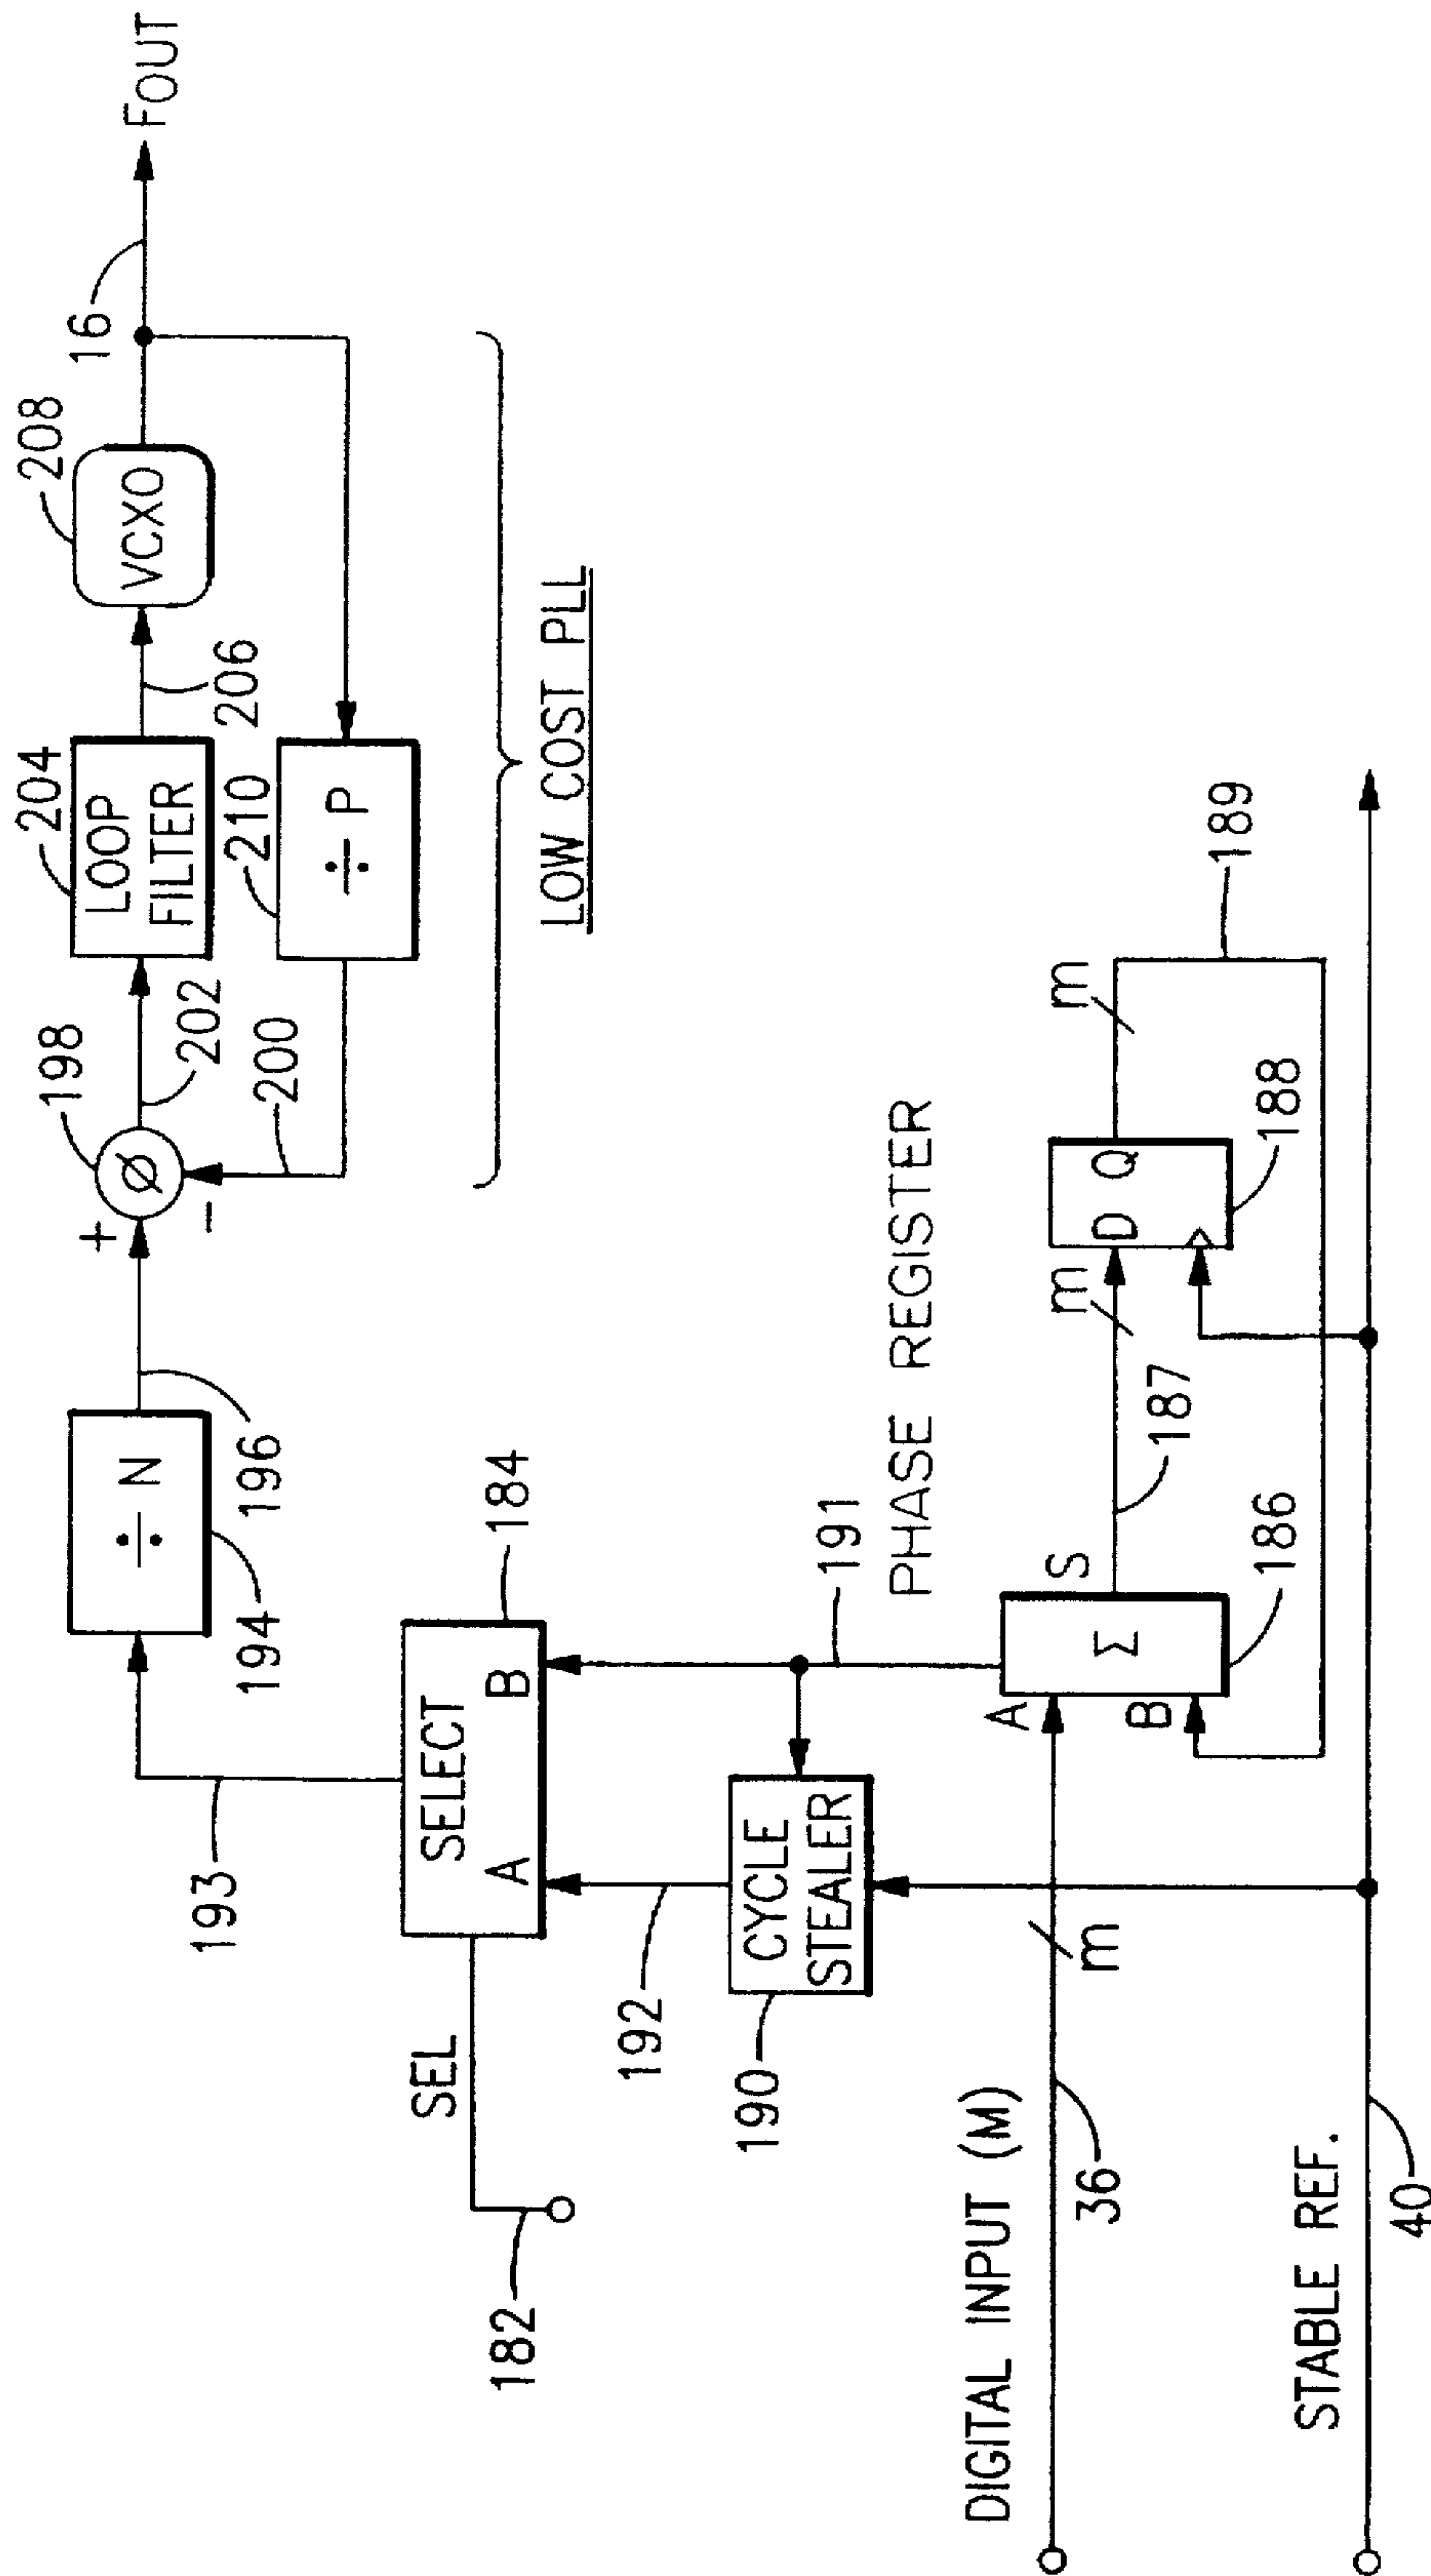 FOUT
16
208
VCXO
206
204
LOOP
FILTER
210
÷ P
LOW COST PLL
202
198
Ø
+
−
200
÷ N
196
194
193
184
SELECT
A
B
SEL
182
191
192
CYCLE
STEALER
190
PHASE REGISTER
189
m
D Q
188
m
187
S
Σ
A
B
186
m
DIGITAL INPUT (M)
36
STABLE REF.
40